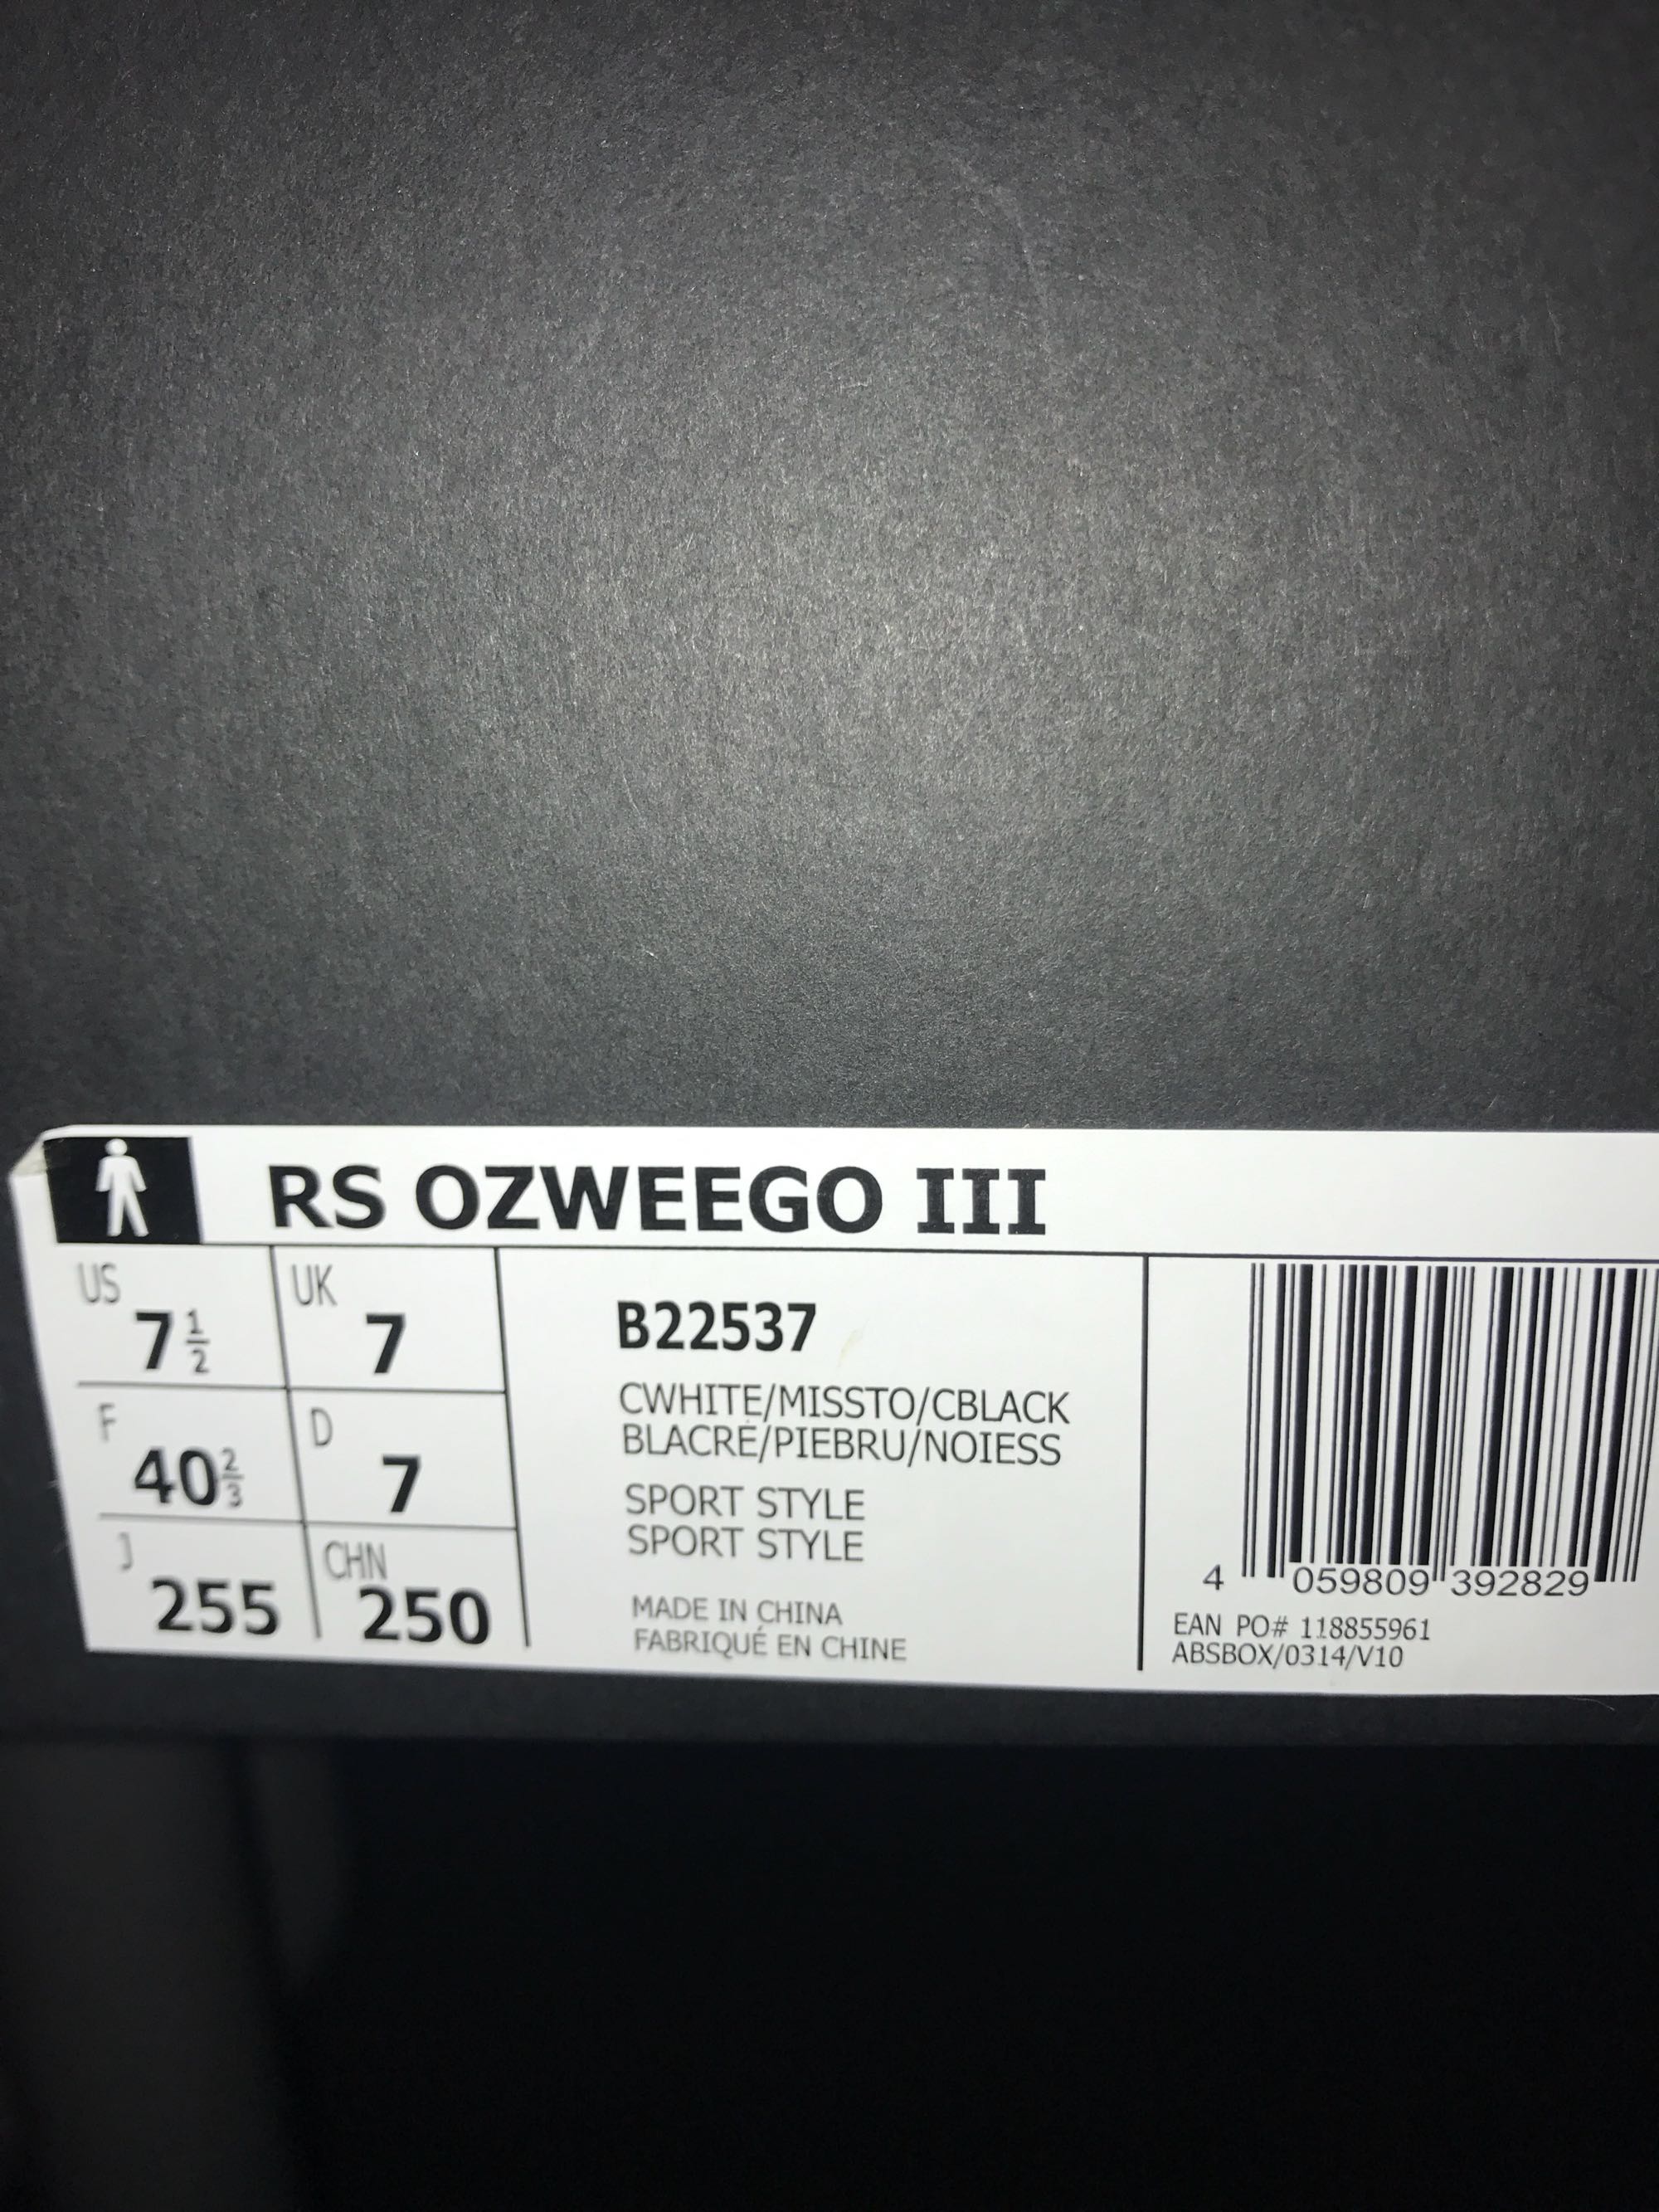 RS OZWEEGO III
US 7 1/2
UK 7
F 40 2/3
D 7
J 255
CHN 250
B22537
CWHITE/MISSTO/CBLACK
BLACRE/PIEBRU/NOIESS
SPORT STYLE
SPORT STYLE
MADE IN CHINA
FABRIQUÉ EN CHINE
4 059809 392829
EAN PO# 118855961
ABSBOX/0314/V10